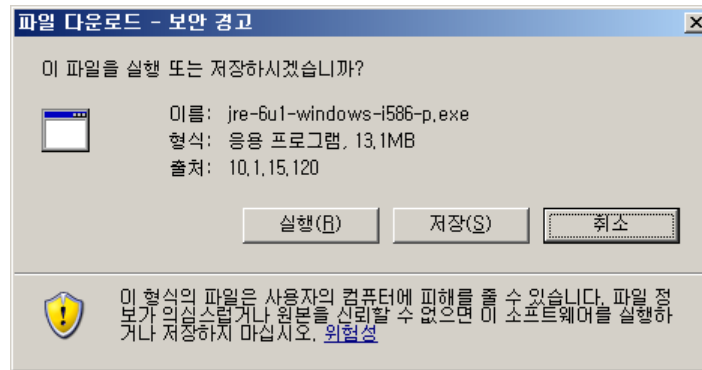 파일 다운로드 - 보안 경고
이 파일을 실행 또는 저장하시겠습니까?
이름: jre-6u1-windows-i586-p.exe
형식: 응용 프로그램, 13.1MB
출처: 10.1.15.120
실행(R) 저장(S) 취소
이 형식의 파일은 사용자의 컴퓨터에 피해를 줄 수 있습니다. 파일 정
보가 의심스럽거나 원본을 신뢰할 수 없으면 이 소프트웨어를 실행하
거나 저장하지 마십시오. 위험성